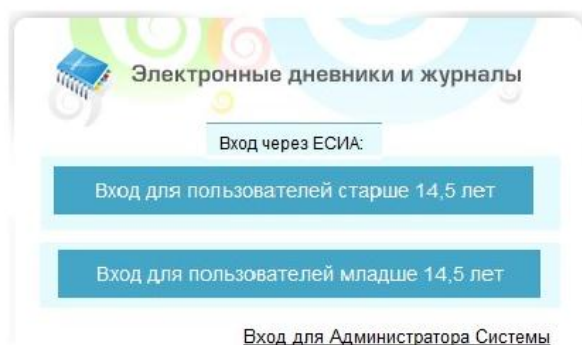 Электронные дневники и журналы
Вход через ЕСИА:
Вход для пользователей старше 14,5 лет
Вход для пользователей младше 14,5 лет
Вход для Администратора Системы